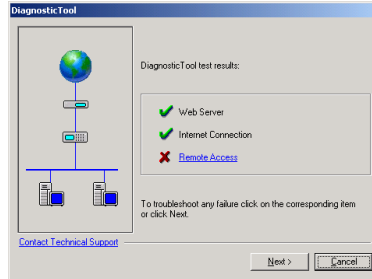 DiagnosticTool
DiagnosticTool test results:
Web Server
Internet Connection
Remote Access
To troubleshoot any failure click on the corresponding item
or click Next.
Contact Technical Support
Next >
Cancel